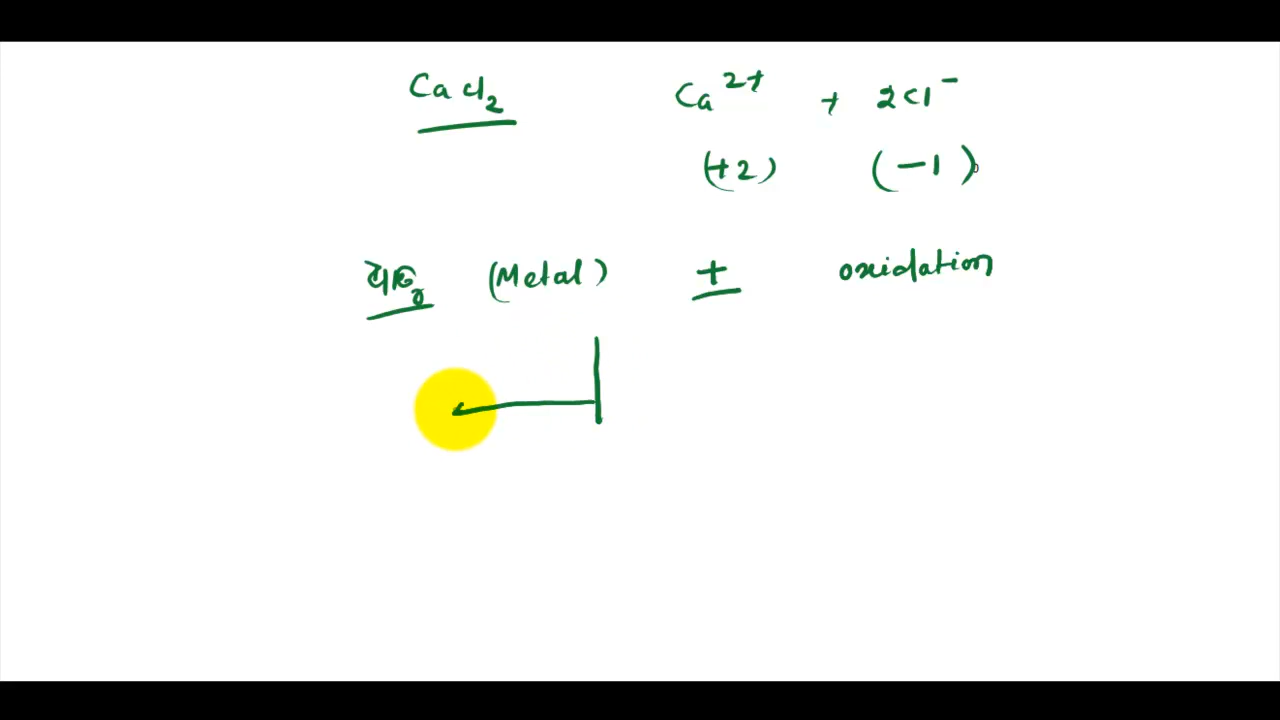 CaCl₂ Ca²⁺ + 2Cl⁻
(+2) (-1)
(Metal) + oxidation